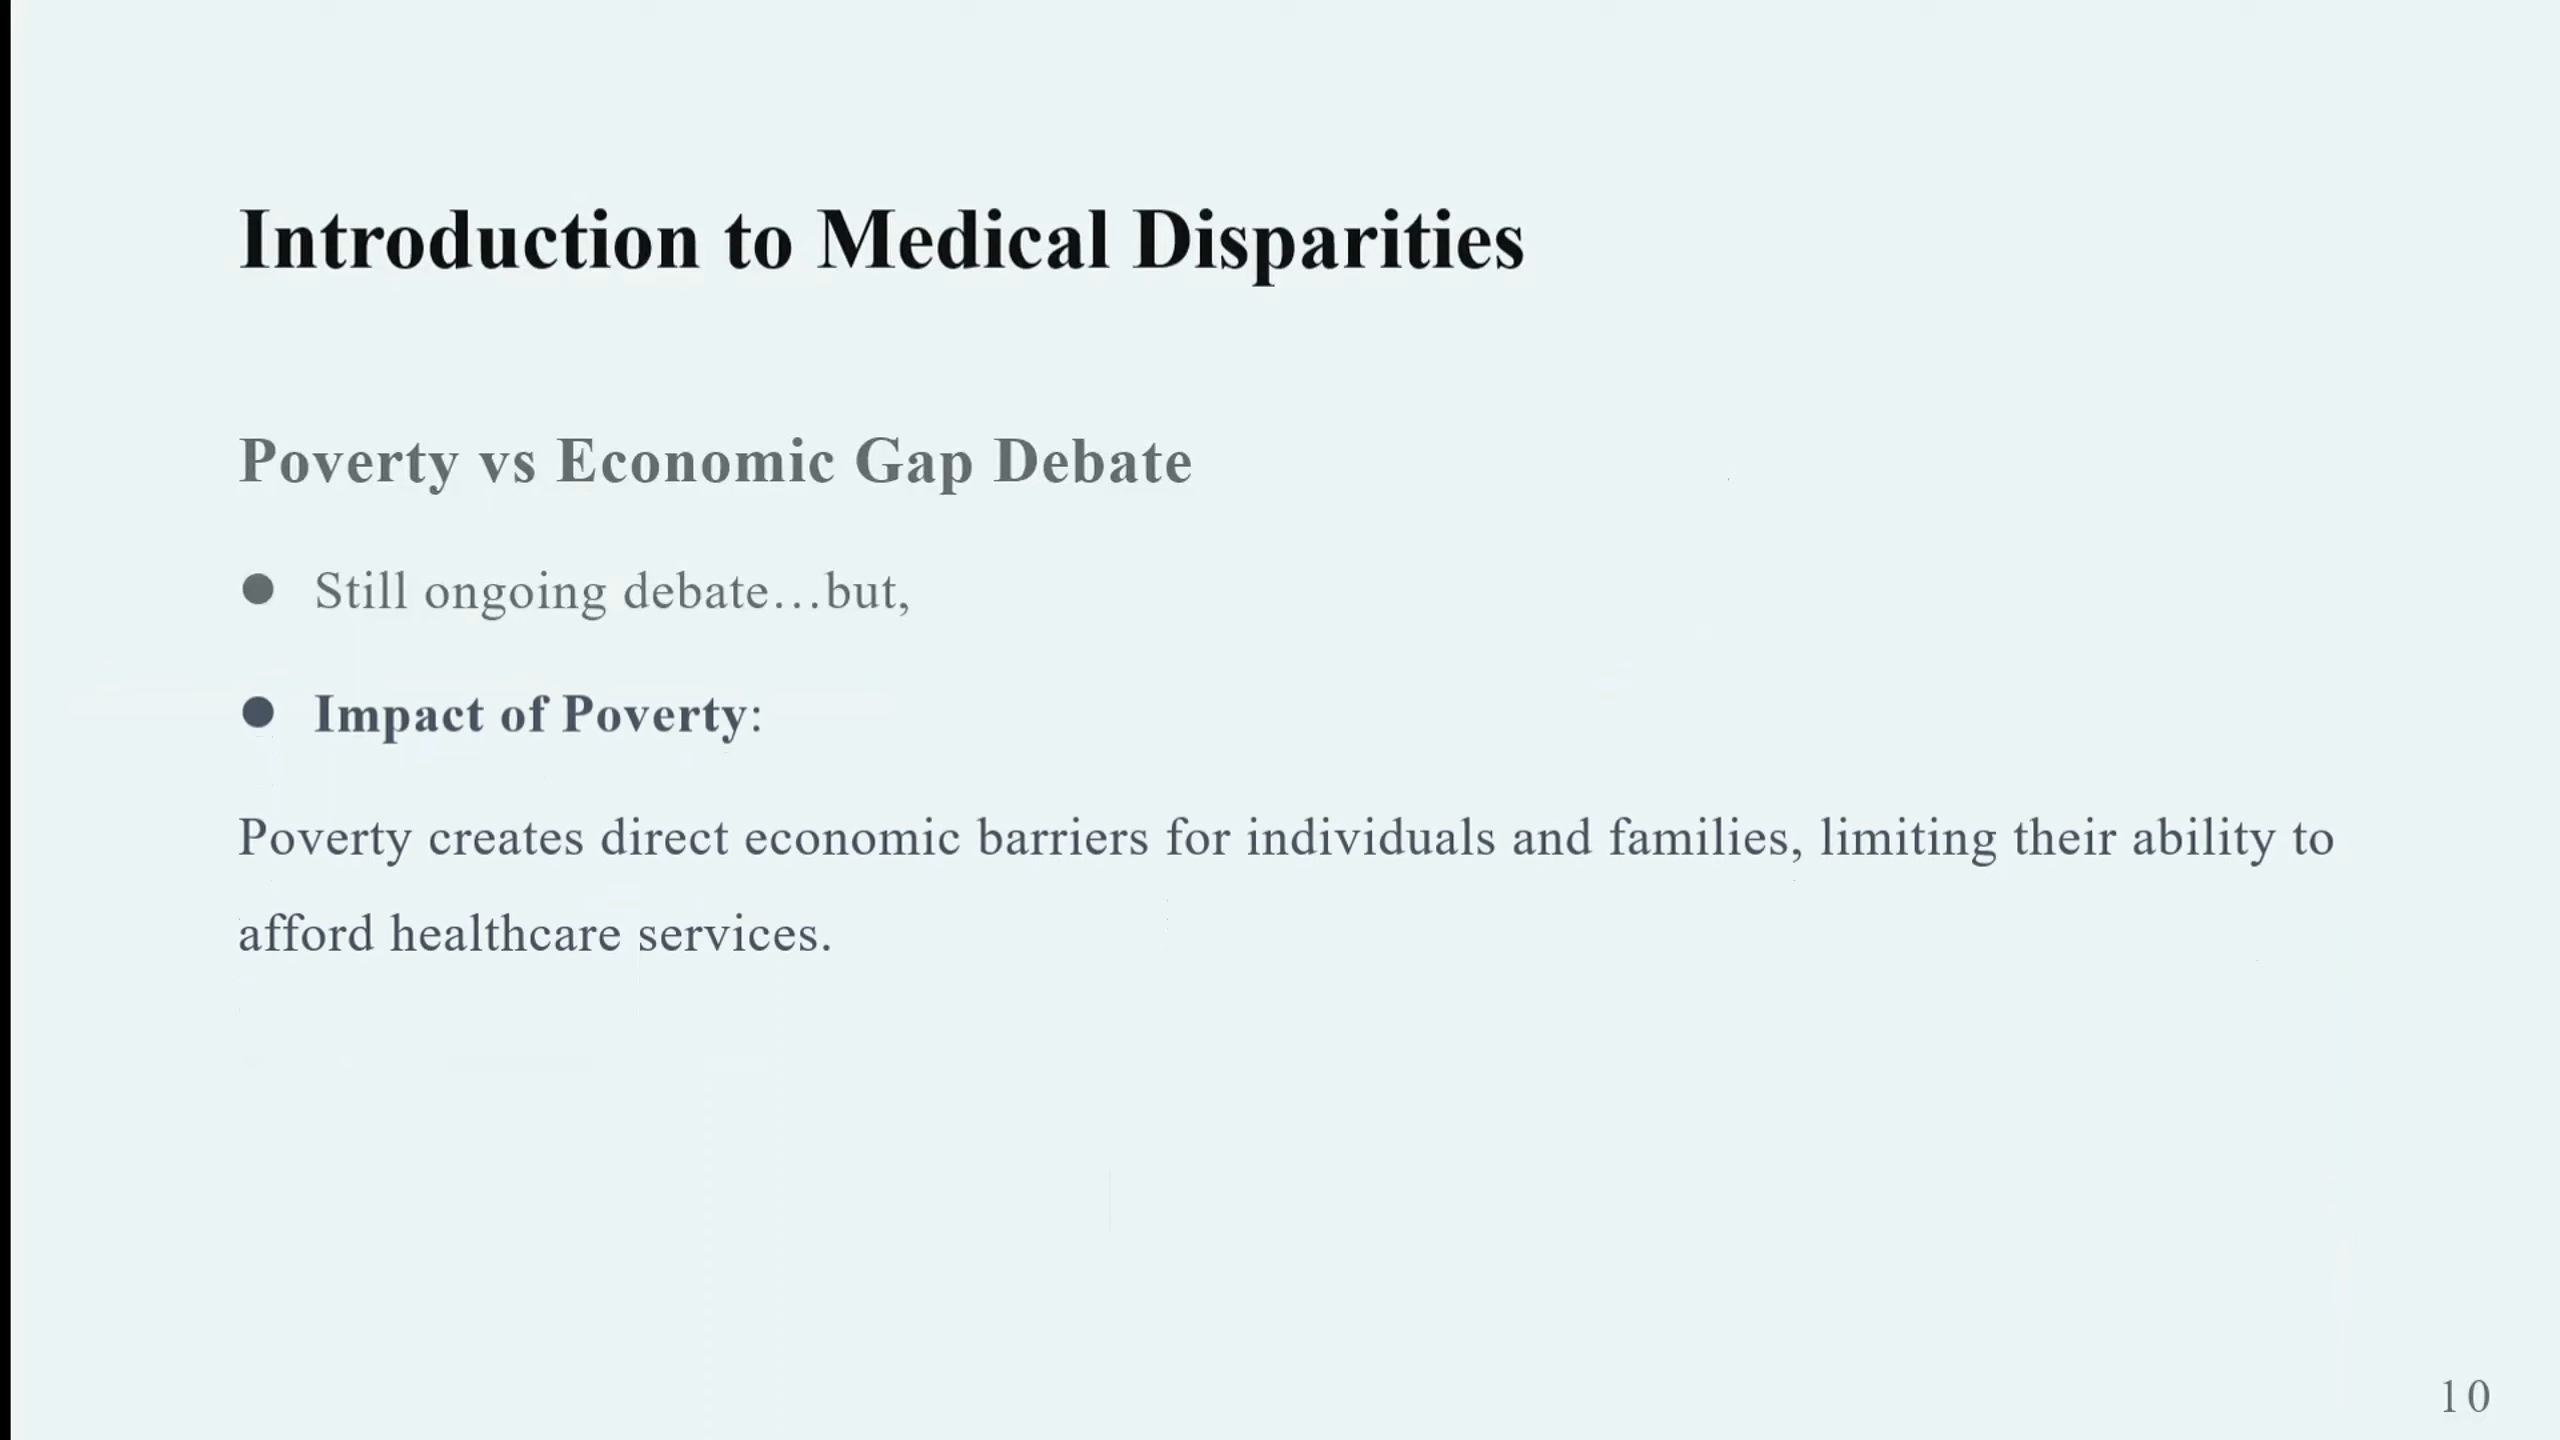 Introduction to Medical Disparities
Poverty vs Economic Gap Debate
● Still ongoing debate…but,
● Impact of Poverty:
Poverty creates direct economic barriers for individuals and families, limiting their ability to
afford healthcare services.
10